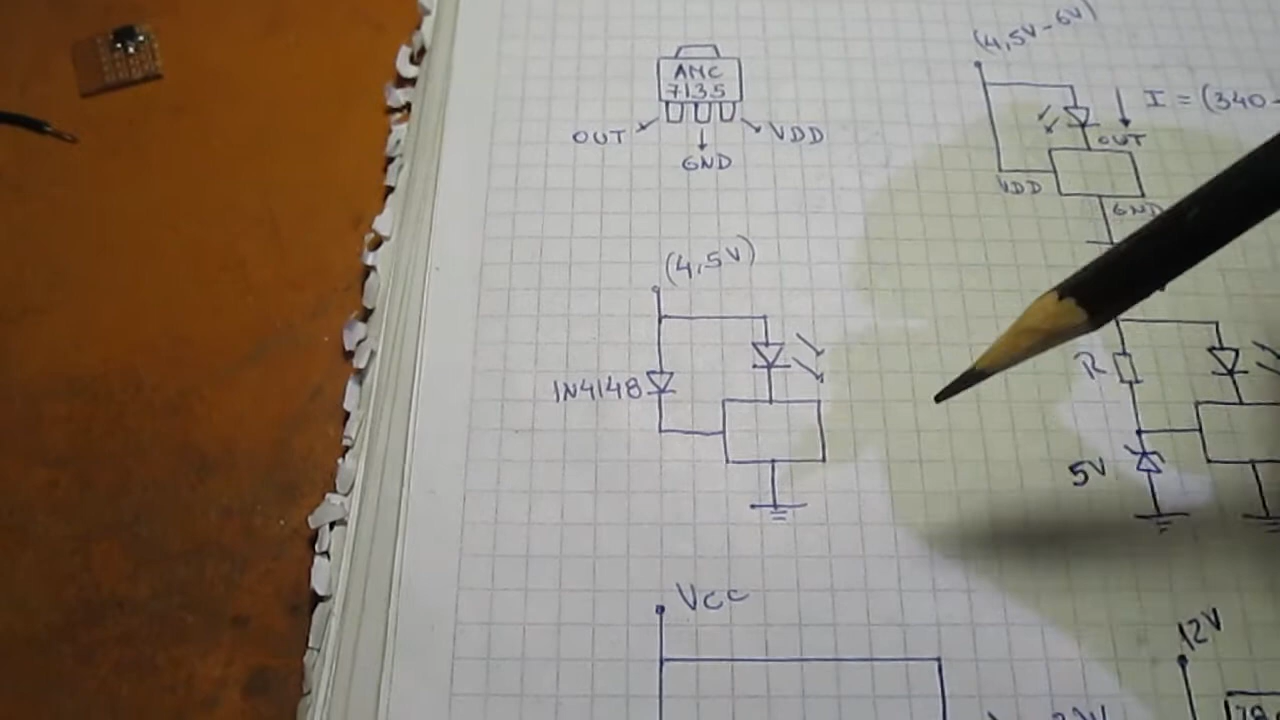 AMC
7135
OUT
VDD
GND
(4,5V-6V)
I = (340-
OUT
VDD
GND
(4,5V)
1N4148
R
5V
Vcc
12V